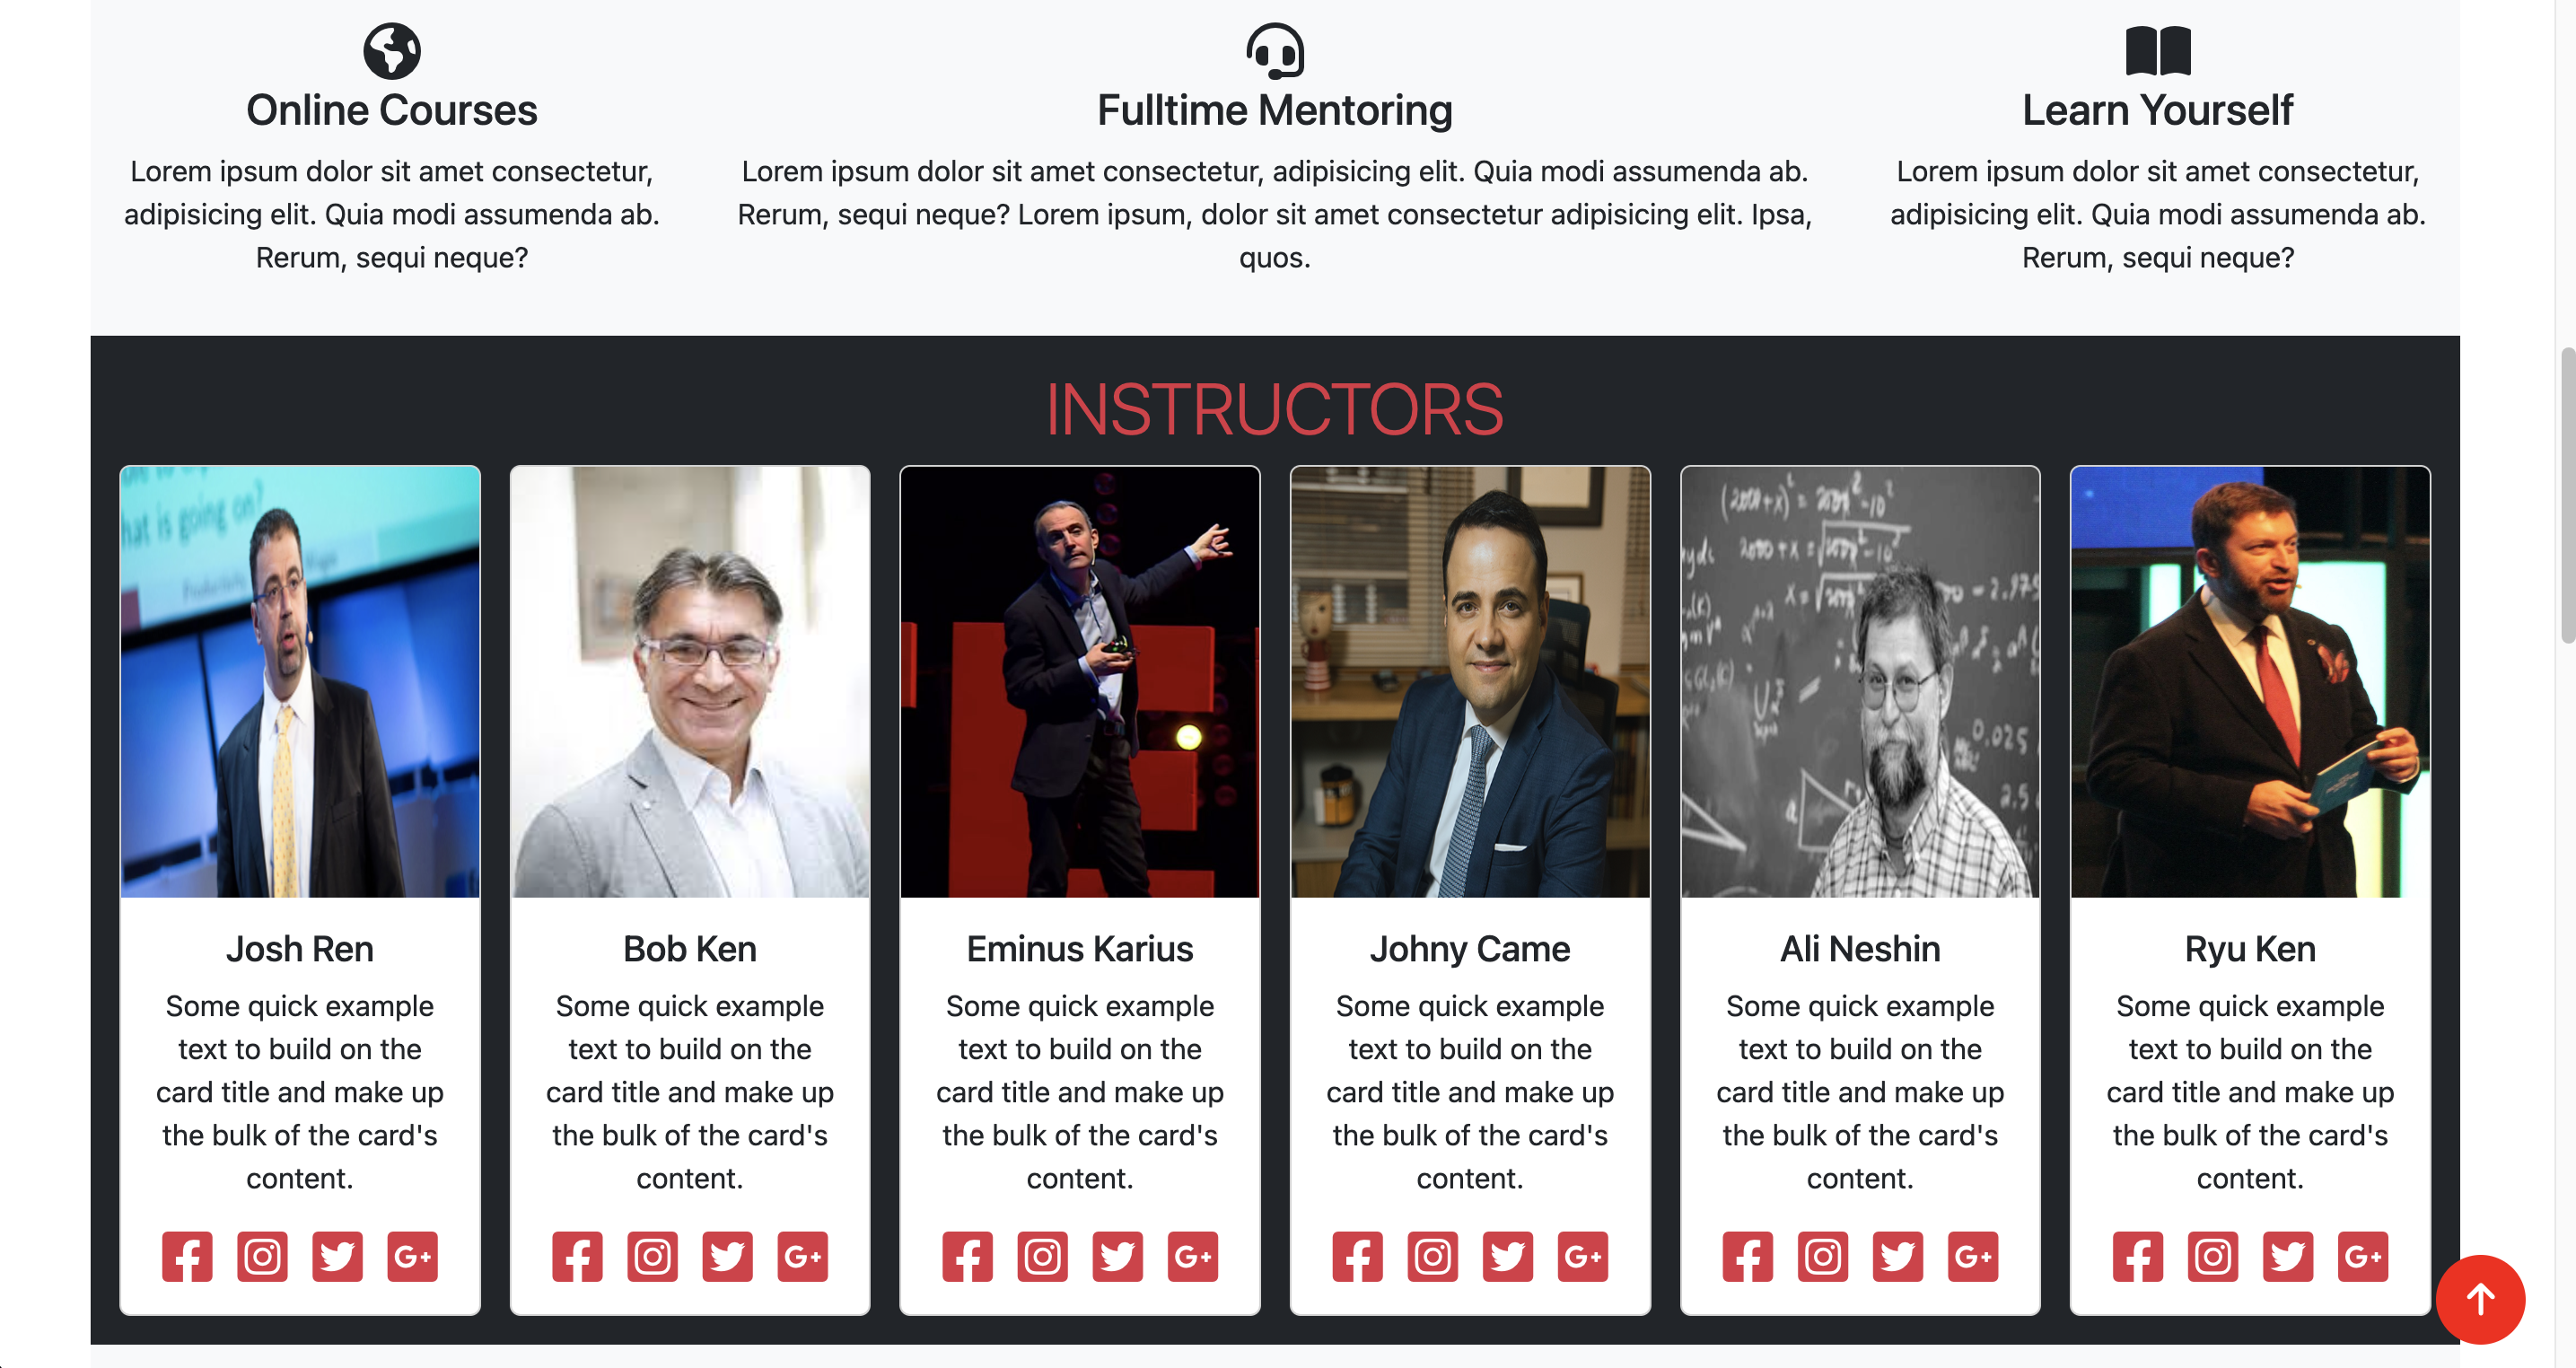 Online Courses
Lorem ipsum dolor sit amet consectetur,
adipisicing elit. Quia modi assumenda ab.
Rerum, sequi neque?
Fulltime Mentoring
Lorem ipsum dolor sit amet consectetur, adipisicing elit. Quia modi assumenda ab.
Rerum, sequi neque? Lorem ipsum, dolor sit amet consectetur adipisicing elit. Ipsa,
quos.
Learn Yourself
Lorem ipsum dolor sit amet consectetur,
adipisicing elit. Quia modi assumenda ab.
Rerum, sequi neque?
INSTRUCTORS
hat is going on?
Josh Ren
Some quick example
text to build on the
card title and make up
the bulk of the card's
content.
Bob Ken
Some quick example
text to build on the
card title and make up
the bulk of the card's
content.
E
Eminus Karius
Some quick example
text to build on the
card title and make up
the bulk of the card's
content.
Johny Came
Some quick example
text to build on the
card title and make up
the bulk of the card's
content.
0.025
2.5
Ali Neshin
Some quick example
text to build on the
card title and make up
the bulk of the card's
content.
Ryu Ken
Some quick example
text to build on the
card title and make up
the bulk of the card's
content.